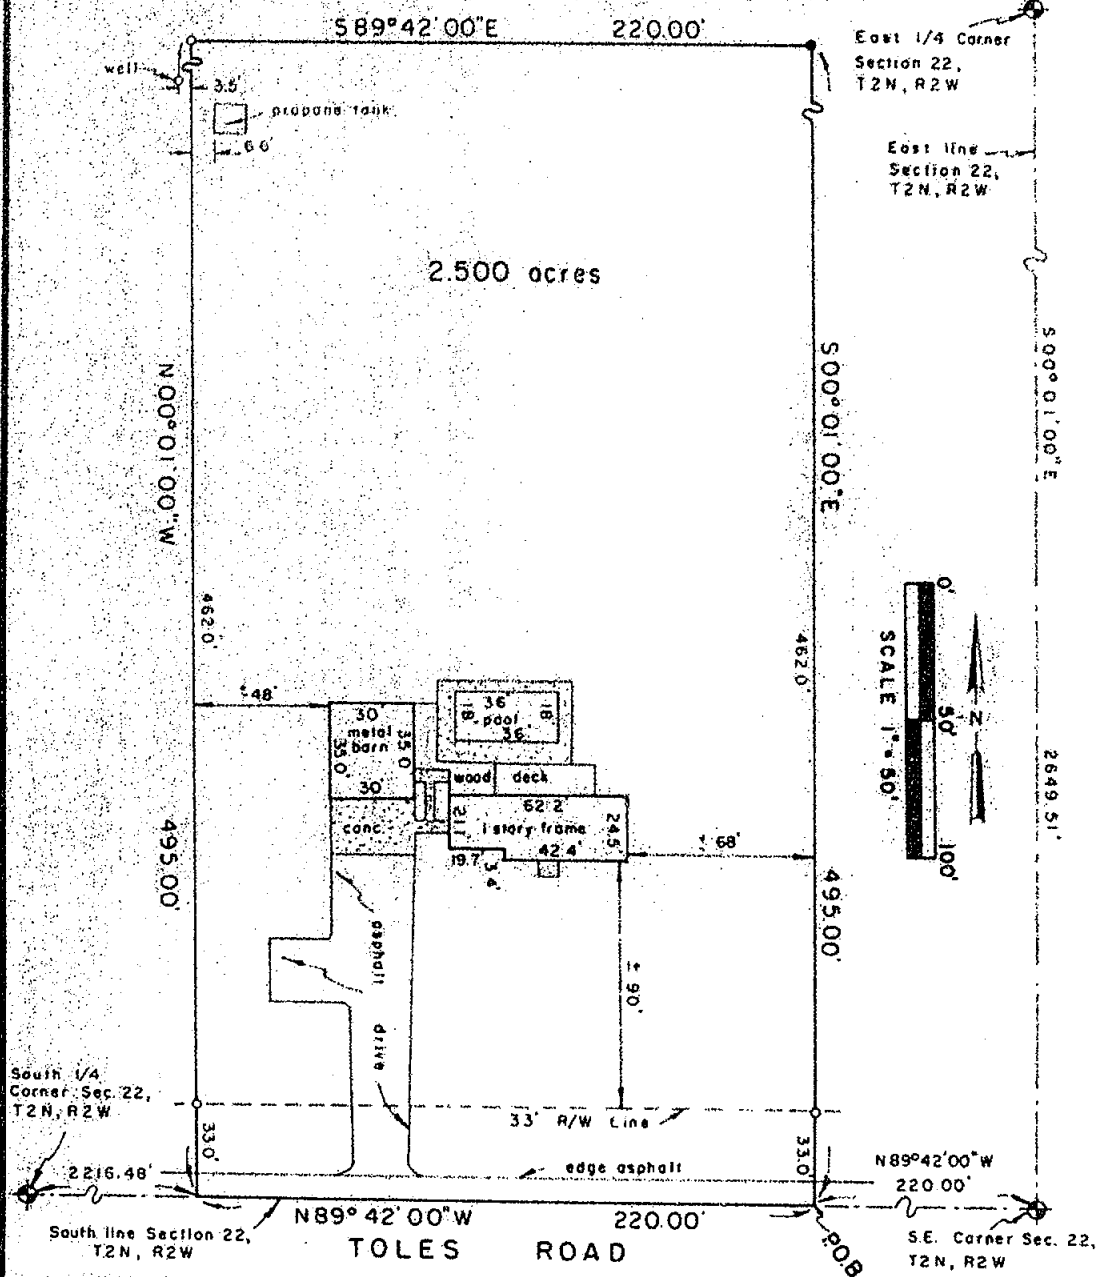 S89°42'00"E 220.00'
East 1/4 Corner
Section 22,
T2N, R2W
well
3.5'
propane tank
6.6'
East line
Section 22,
T2N, R2W
2.500 acres
N00°01'00"W
S00°01'00"E
S00°01'00"E
462.0'
462.0'
0'
50'
100'
SCALE 1"=50'
N
2649.51'
±48'
30'
metal
barn
35.0'
35.0'
30'
36'
18'
pool
18'
36'
wood deck
62.2'
21.1'
1 story frame
24.5'
conc.
19.7'
42.4'
3.4'
±68'
495.00'
495.00'
±90'
asphalt drive
South 1/4
Corner Sec. 22,
T2N, R2W
33' R/W Line
33.0'
33.0'
2216.48'
edge asphalt
N89°42'00"W
220.00'
South line Section 22,
T2N, R2W
N89°42'00"W 220.00'
TOLES ROAD
P.O.B
S.E. Corner Sec. 22,
T2N, R2W